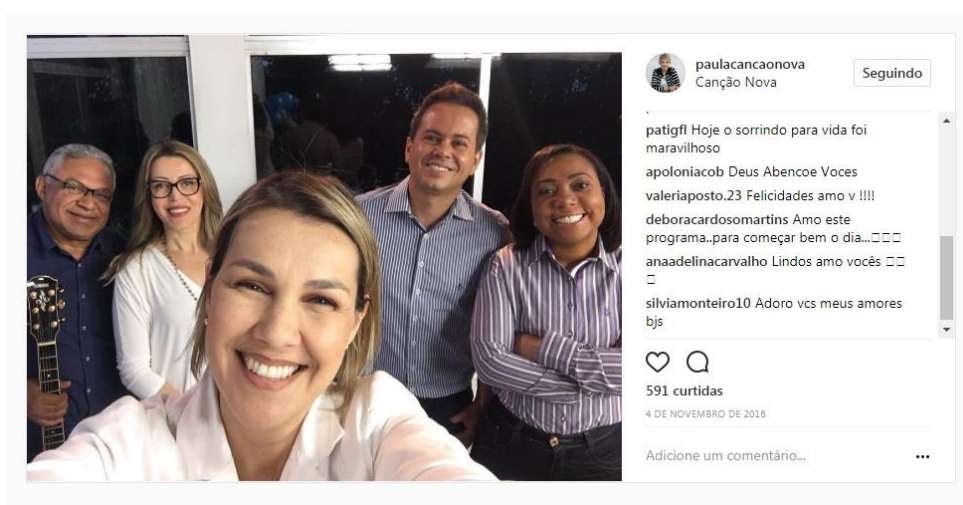 paulacancaonova
Canção Nova
Seguindo
patigfl Hoje o sorrindo para vida foi
maravilhoso
apoloniacob Deus Abencoe Voces
valeriaposto.23 Felicidades amo v !!!!
deboracardosomartins Amo este
programa..para começar bem o dia...□□□
anaadelinacarvalho Lindos amo vocês □□
□
silviamonteiro10 Adoro vcs meus amores
bjs
591 curtidas
4 DE NOVEMBRO DE 2016
Adicione um comentário...
YAMAHA